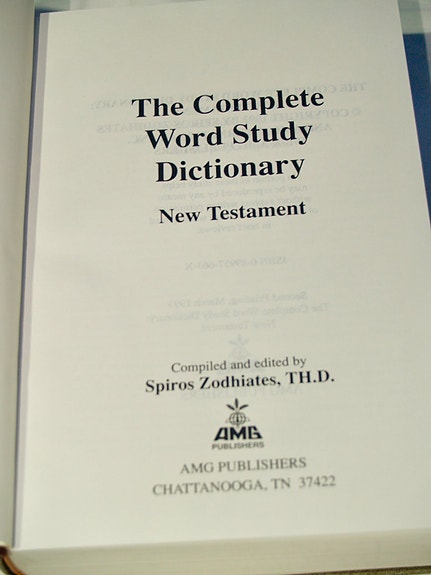 The Complete
Word Study
Dictionary
New Testament
Compiled and edited by
Spiros Zodhiates, TH.D.
AMG
PUBLISHERS
AMG PUBLISHERS
CHATTANOOGA, TN 37422